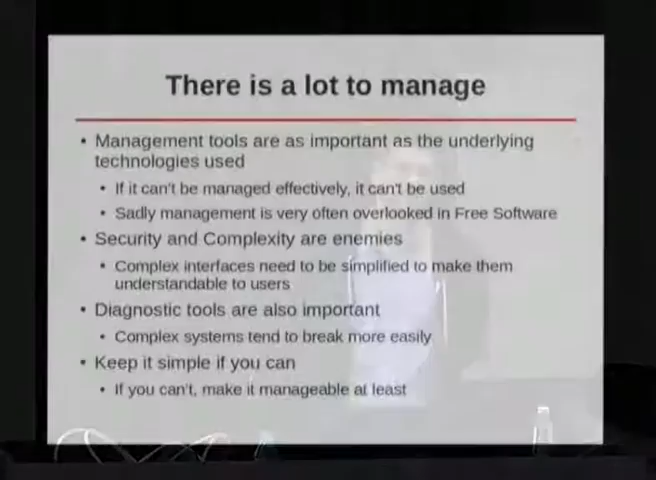 There is a lot to manage
• Management tools are as important as the underlying
technologies used
• If it can't be managed effectively, it can't be used
• Sadly management is very often overlooked in Free Software
• Security and Complexity are enemies
• Complex interfaces need to be simplified to make them
understandable to users
• Diagnostic tools are also important
• Complex systems tend to break more easily
• Keep it simple if you can
• If you can't, make it manageable at least